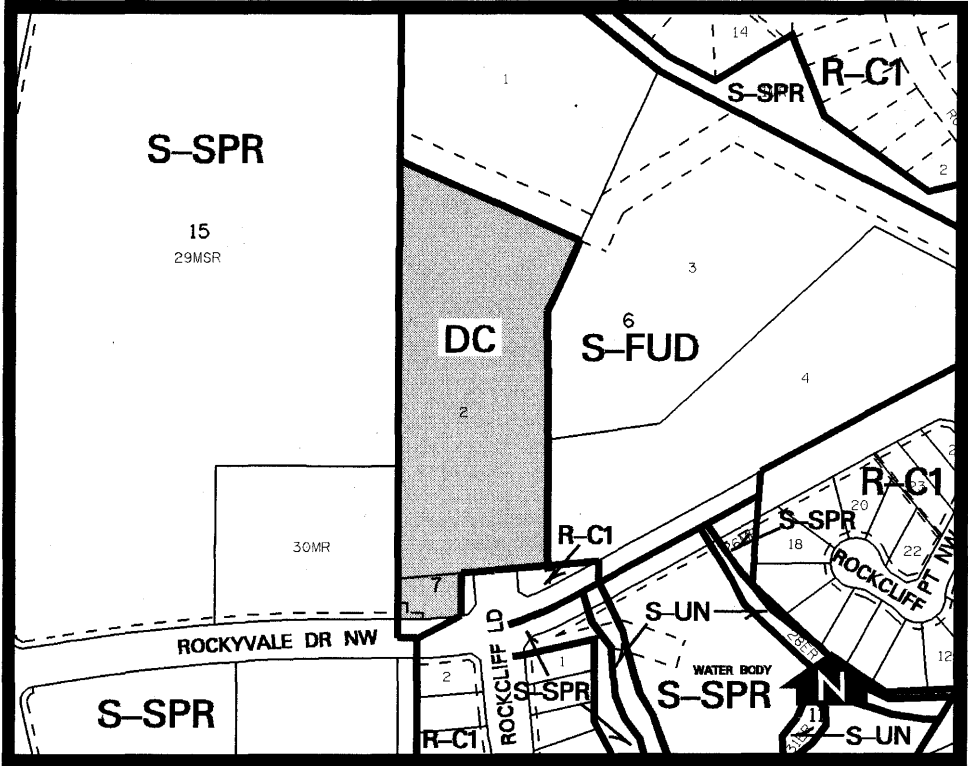 14
R–C1
1
S–SPR
S–SPR
2
15
29MSR
3
6
DC
S–FUD
4
2
R–C1
23
20
S–SPR
18
22
30MR
R–C1
ROCKCLIFF
PT NW
7
S–UN
ROCKYVALE DR NW
ROCKCLIFF LD
28ER
12
1
WATER BODY
2
S–SPR
S–SPR
N
S–SPR
11
S–UN
R–C1